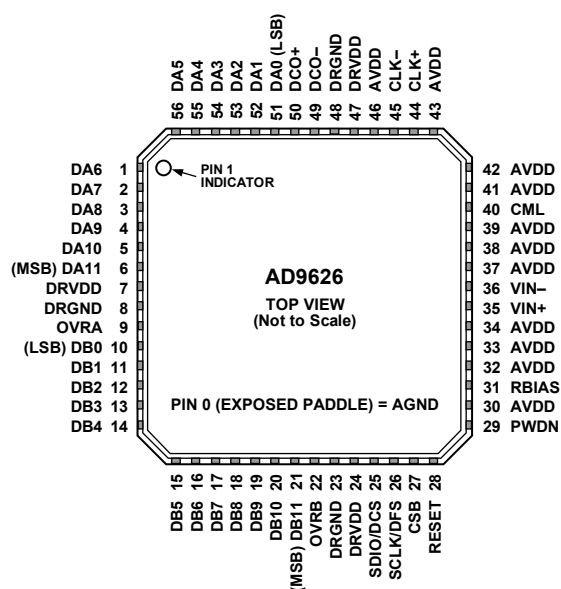 56 DA5
55 DA4
54 DA3
53 DA2
52 DA1
51 DA0 (LSB)
50 DCO+
49 DCO–
48 DRGND
47 DRVDD
46 AVDD
45 CLK–
44 CLK+
43 AVDD
DA6 1
DA7 2
DA8 3
DA9 4
DA10 5
(MSB) DA11 6
DRVDD 7
DRGND 8
OVRA 9
(LSB) DB0 10
DB1 11
DB2 12
DB3 13
DB4 14
PIN 1
INDICATOR
AD9626
TOP VIEW
(Not to Scale)
PIN 0 (EXPOSED PADDLE) = AGND
42 AVDD
41 AVDD
40 CML
39 AVDD
38 AVDD
37 AVDD
36 VIN–
35 VIN+
34 AVDD
33 AVDD
32 AVDD
31 RBIAS
30 AVDD
29 PWDN
DB5 15
DB6 16
DB7 17
DB8 18
DB9 19
DB10 20
(MSB) DB11 21
OVRB 22
DRGND 23
DRVDD 24
SDIO/DCS 25
SCLK/DFS 26
CSB 27
RESET 28